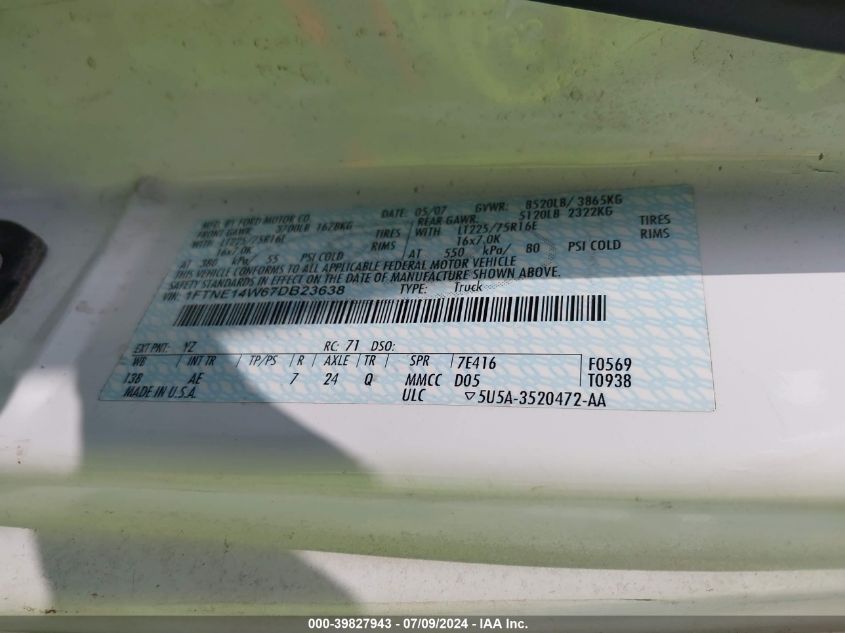 MFD. BY FORD MOTOR CO. DATE: 05/07 GVWR: 8520LB/ 3865KG
FRONT GAWR: 3700LB 1678KG REAR GAWR: 5120LB 2322KG
WITH LT225/75R16E TIRES WITH LT225/75R16E TIRES
16x7.0K RIMS 16x7.0K RIMS
AT 380 kPa/ 55 PSI COLD AT 550 kPa/ 80 PSI COLD
THIS VEHICLE CONFORMS TO ALL APPLICABLE FEDERAL MOTOR VEHICLE
SAFETY STANDARDS IN EFFECT ON THE DATE OF MANUFACTURE SHOWN ABOVE.
VIN: 1FTNE14W67DB23638 TYPE: Truck
EXT PNT: YZ RC: 71 DSO:
WB INT TR TP/PS R AXLE TR SPR 7E416 F0569
138 AE 7 24 Q MMCC D05 T0938
MADE IN U.S.A. ULC ▽5U5A-3520472-AA
000-39827943 - 07/09/2024 - IAA Inc.